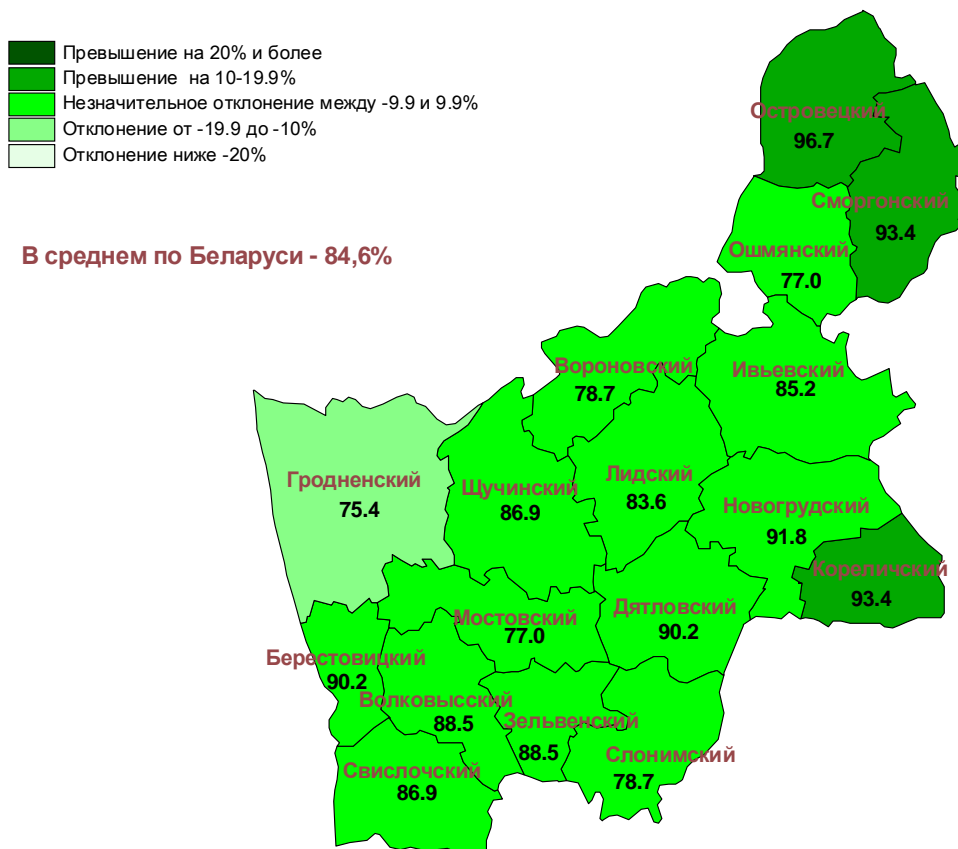 Превышение на 20% и более
Превышение на 10-19.9%
Незначительное отклонение между -9.9 и 9.9%
Отклонение от -19.9 до -10%
Отклонение ниже -20%
В среднем по Беларуси - 84,6%
Островецкий
96.7
Сморгонский
93.4
Ошмянский
77.0
Вороновский
78.7
Ивьевский
85.2
Гродненский
75.4
Щучинский
86.9
Лидский
83.6
Новогрудский
91.8
Кореличский
93.4
Мостовский
77.0
Дятловский
90.2
Берестовицкий
90.2
Волковысский
88.5
Зельвенский
88.5
Слонимский
78.7
Свислочский
86.9